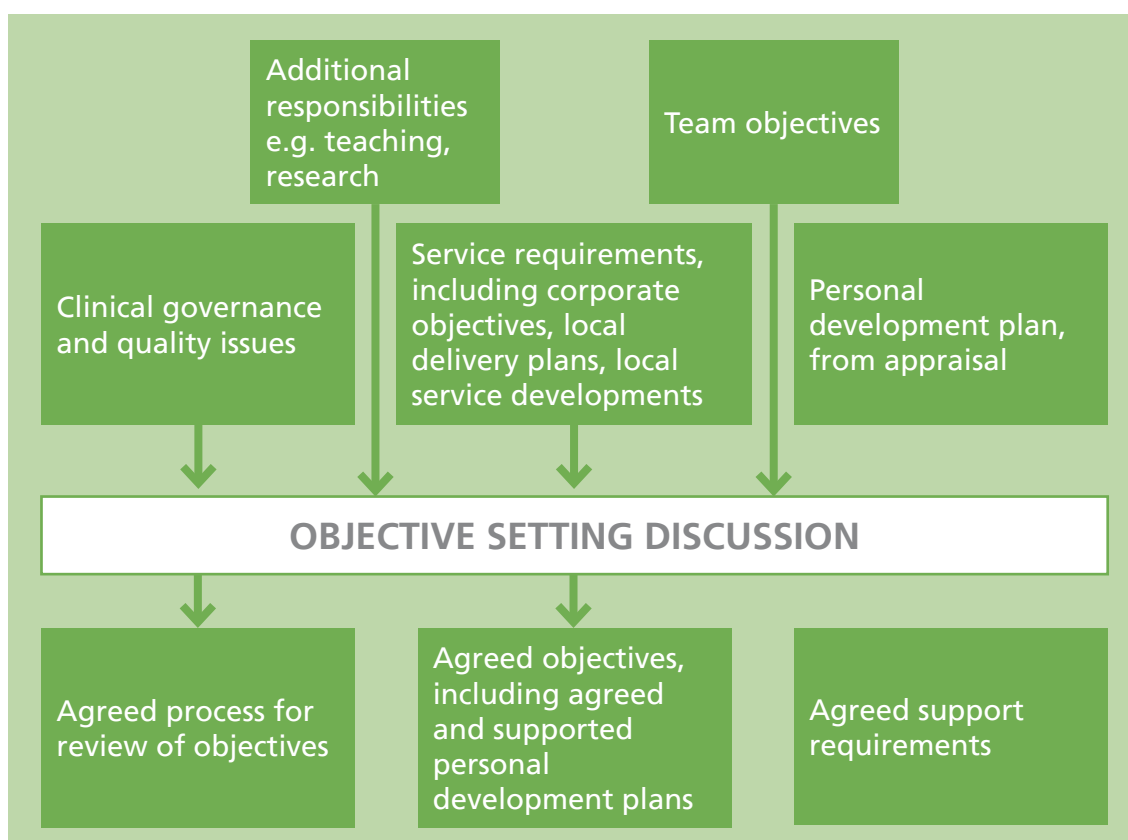 Additional
responsibilities
e.g. teaching,
research
Team objectives
Clinical governance
and quality issues
Service requirements,
including corporate
objectives, local
delivery plans, local
service developments
Personal
development plan,
from appraisal
OBJECTIVE SETTING DISCUSSION
Agreed process for
review of objectives
Agreed objectives,
including agreed
and supported
personal
development plans
Agreed support
requirements